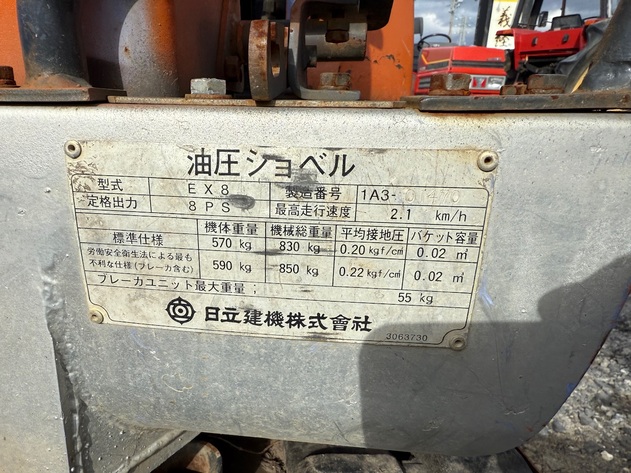 油圧ショベル
型式 EX8 製造番号 1A3-
定格出力 8PS 最高走行速度 2.1 km/h
機体重量 機械総重量 平均接地圧 バケット容量
標準仕様 570 kg 830 kg 0.20 kgf/c㎡ 0.02 ㎥
労働安全衛生法による最も
不利な仕様(ブレーカ含む) 590 kg 850 kg 0.22 kgf/c㎡ 0.02 ㎥
ブレーカユニット最大重量; 55 kg
日立建機株式會社
J063730